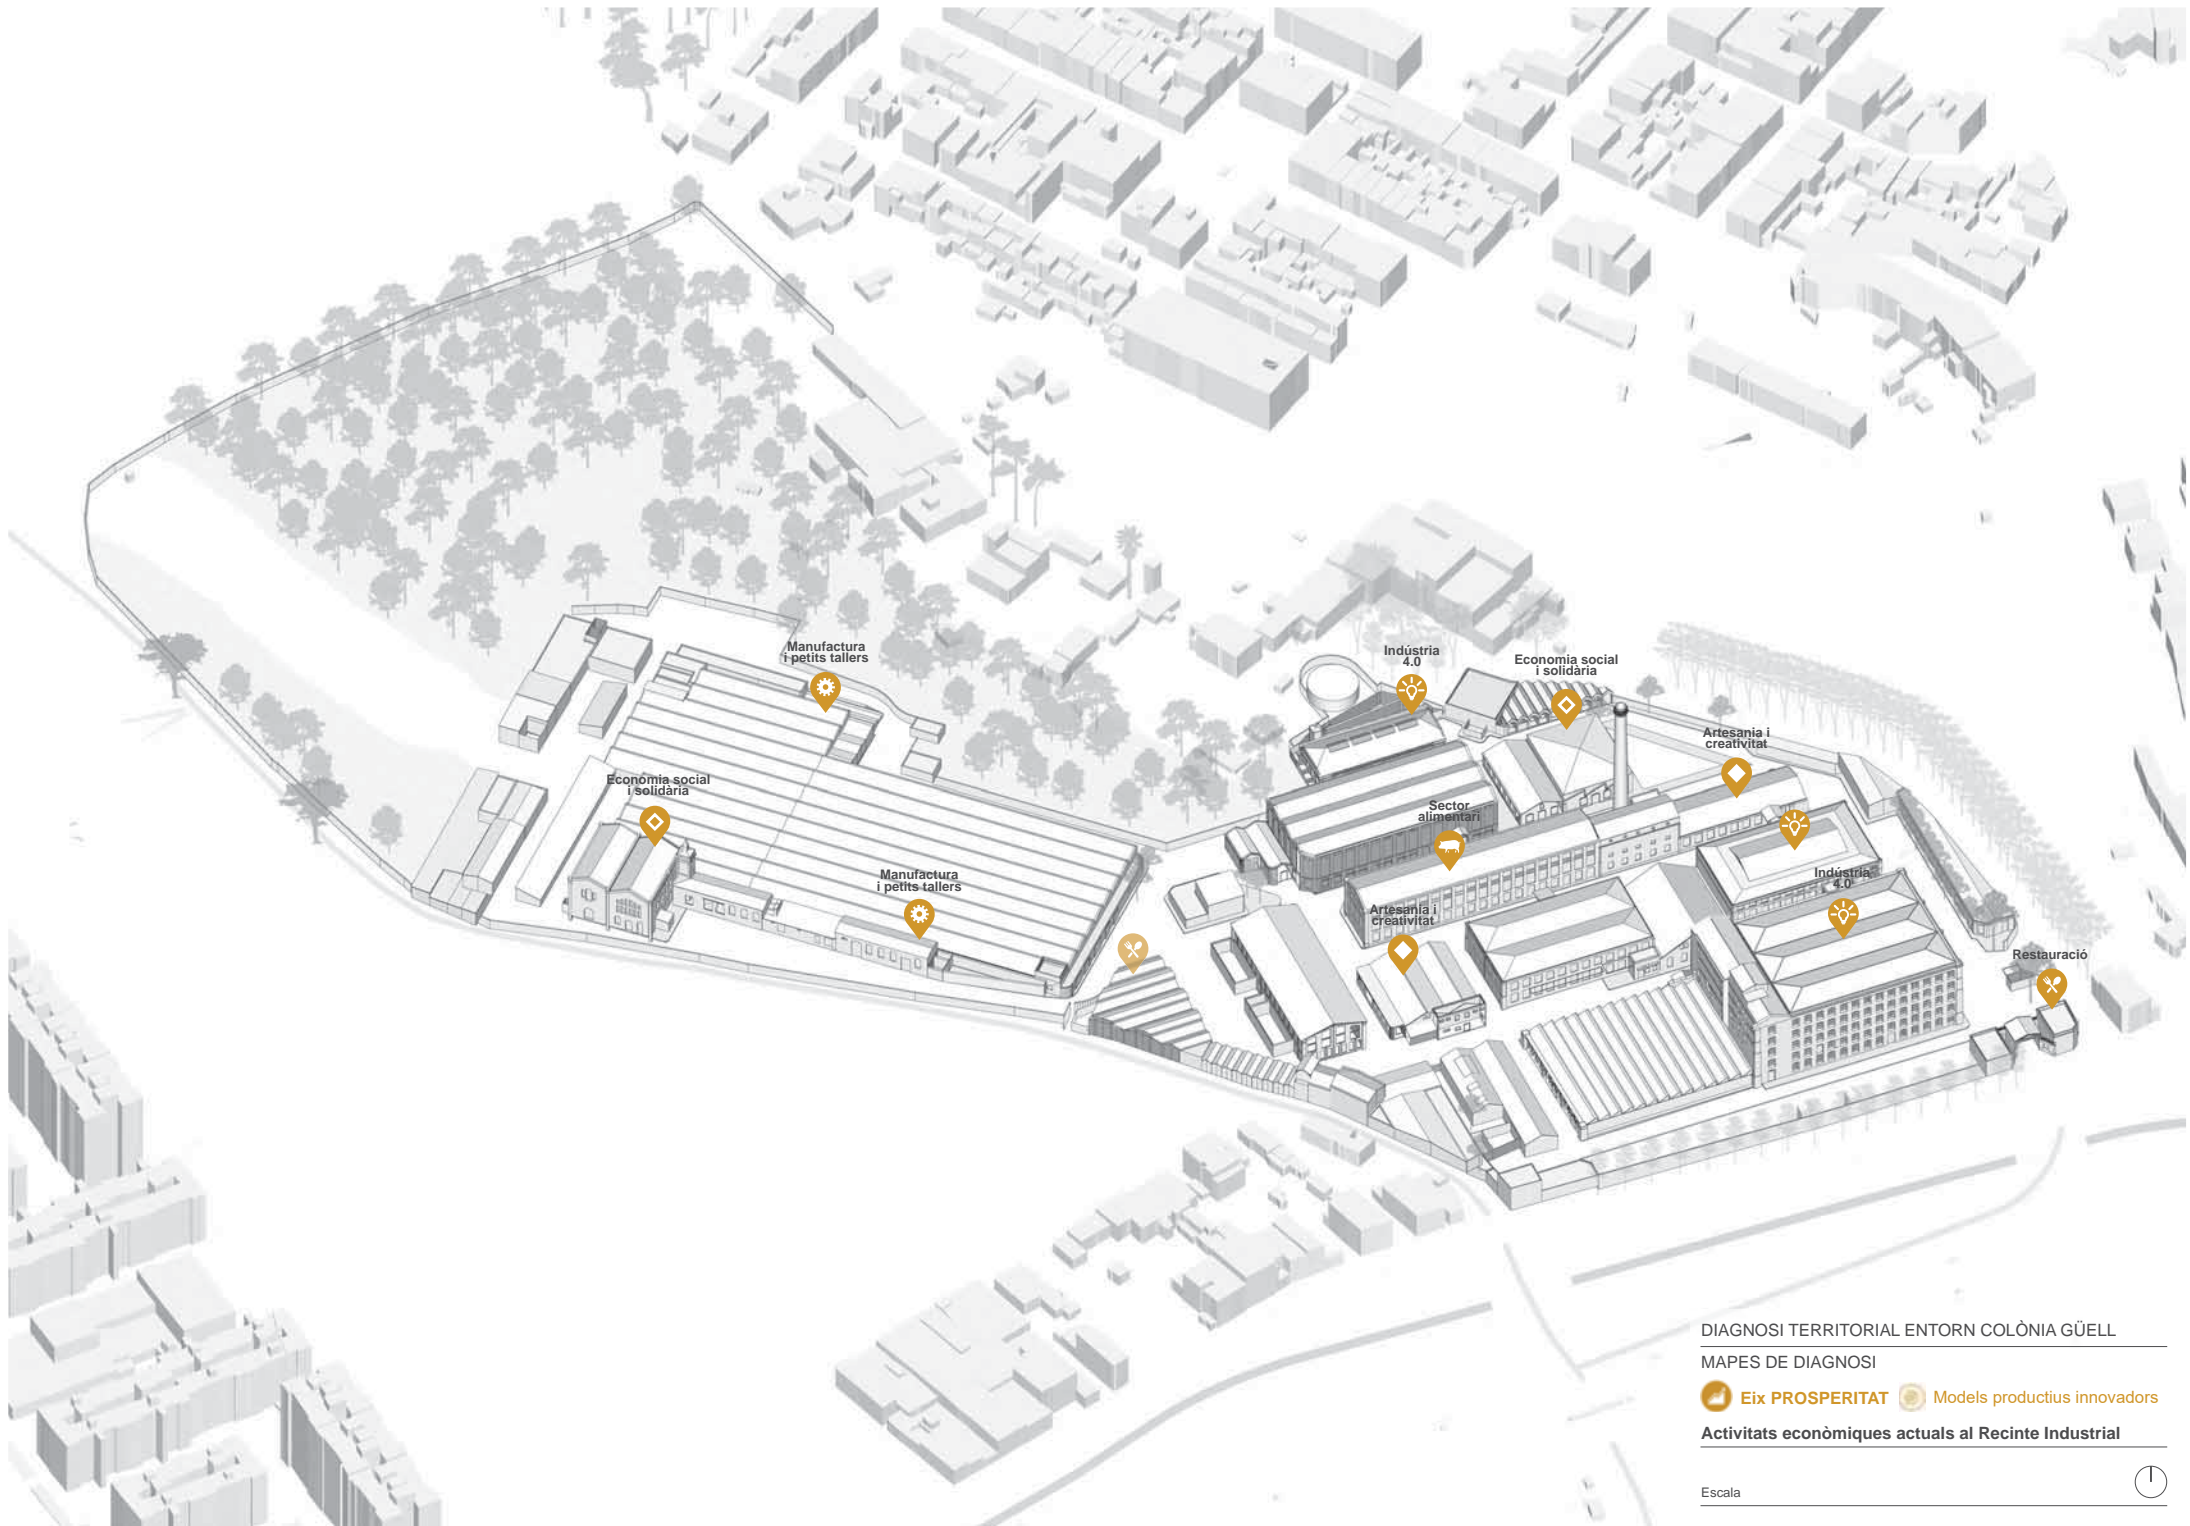 Manufactura
i petits tallers
Indústria
4.0
Economia social
i solidària
Artesania i
creativitat
Economia social
i solidària
Sector
alimentari
Manufactura
i petits tallers
Indústria
4.0
Artesania i
creativitat
Restauració
DIAGNOSI TERRITORIAL ENTORN COLÒNIA GÜELL
MAPES DE DIAGNOSI
Eix PROSPERITAT Models productius innovadors
Activitats econòmiques actuals al Recinte Industrial
Escala